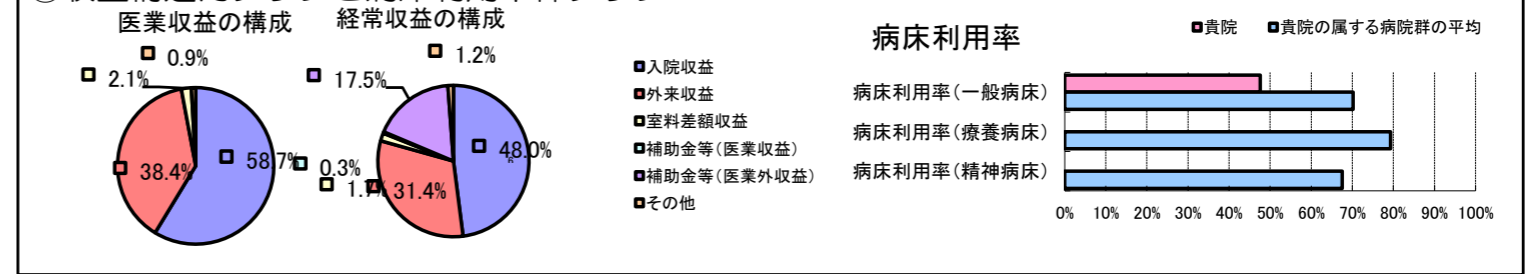 医業収益の構成
0.9%
2.1%
38.4%
58.7%
経常収益の構成
1.2%
17.5%
0.3%
1.7%
31.4%
48.0%
入院収益
外来収益
室料差額収益
補助金等(医業収益)
補助金等(医業外収益)
その他
病床利用率
貴院 貴院の属する病院群の平均
病床利用率(一般病床)
病床利用率(療養病床)
病床利用率(精神病床)
0% 10% 20% 30% 40% 50% 60% 70% 80% 90% 100%